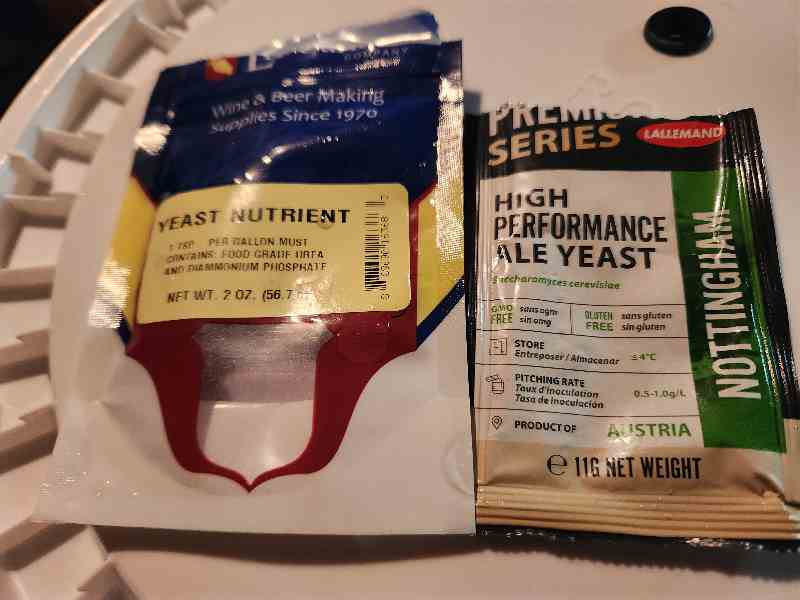 COMPANY
Wine & Beer Making
Supplies Since 1970
YEAST NUTRIENT
1 TSP PER GALLON MUST
CONTAINS: FOOD GRADE UREA
AND DIAMMONIUM PHOSPHATE
NET WT. 2 OZ. (56.7
PREMIUM
SERIES
LALLEMAND
HIGH
PERFORMANCE
ALE YEAST
Saccharomyces cerevisiae
GMO
FREE
sans ogm
sin omg
GLUTEN
FREE
sans gluten
sin gluten
STORE
Entreposer / Almacenar
≤4°C
PITCHING RATE
Taux d'inoculation
Tasa de inoculación
0.5-1.0g/L
PRODUCT OF
AUSTRIA
℮ 11G NET WEIGHT
NOTTINGHAM